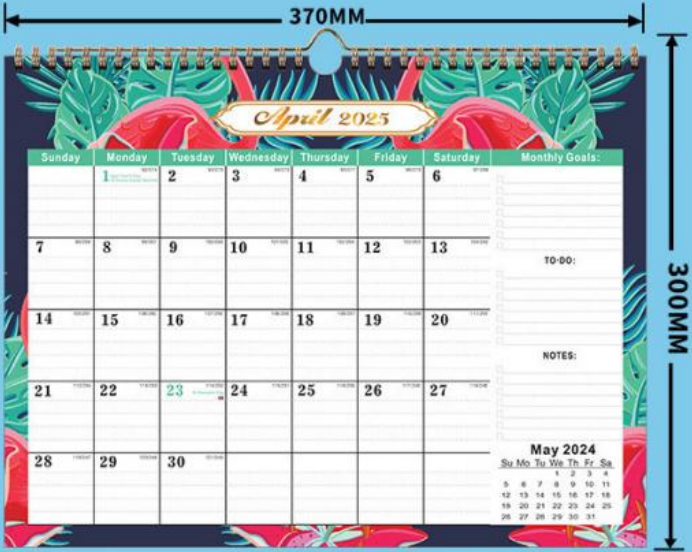 370MM
April 2025
Sunday Monday Tuesday Wednesday Thursday Friday Saturday Monthly Goals:
1 2 3 4 5 6
7 8 9 10 11 12 13
TO-DO:
14 15 16 17 18 19 20
NOTES:
21 22 23 24 25 26 27
28 29 30
May 2024
Su Mo Tu We Th Fr Sa
1 2 3 4
5 6 7 8 9 10 11
12 13 14 15 16 17 18
19 20 21 22 23 24 25
26 27 28 29 30 31
300MM